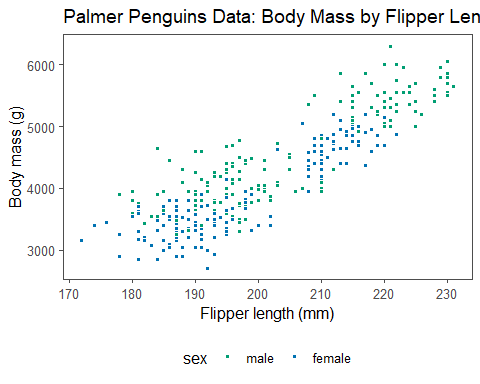 Palmer Penguins Data: Body Mass by Flipper Len
6000
5000
4000
3000
Body mass (g)
170 180 190 200 210 220 230
Flipper length (mm)
sex male female